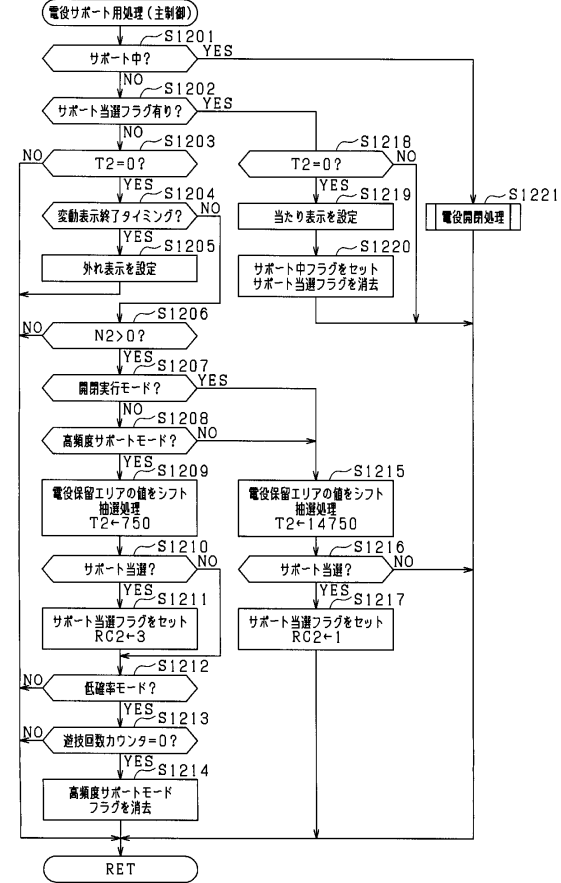 電役サポート用処理(主制御)
S1201
サポート中?
YES
NO
S1202
サポート当選フラグ有り?
YES
NO
S1203
NO
T2=0?
YES
S1204
変動表示終了タイミング?
NO
YES
S1205
外れ表示を設定
S1218
T2=0?
NO
YES
S1219
当たり表示を設定
S1220
サポート中フラグをセット
サポート当選フラグを消去
S1221
電役開閉処理
S1206
NO
N2>0?
YES
S1207
開閉実行モード?
YES
NO
S1208
高頻度サポートモード?
NO
YES
S1209
電役保留エリアの値をシフト
抽選処理
T2←750
S1210
サポート当選?
NO
YES
S1211
サポート当選フラグをセット
RC2←3
S1215
電役保留エリアの値をシフト
抽選処理
T2←14750
S1216
サポート当選?
NO
YES
S1217
サポート当選フラグをセット
RC2←1
S1212
NO
低確率モード?
YES
S1213
NO
遊技回数カウンタ=0?
YES
S1214
高頻度サポートモード
フラグを消去
RET